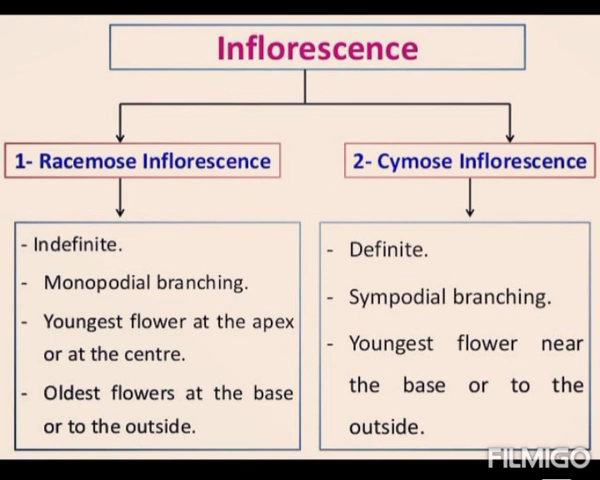 Inflorescence
1- Racemose Inflorescence
2- Cymose Inflorescence
- Indefinite.
- Monopodial branching.
- Youngest flower at the apex
or at the centre.
- Oldest flowers at the base
or to the outside.
- Definite.
- Sympodial branching.
- Youngest flower near
the base or to the
outside.
FILMIGO